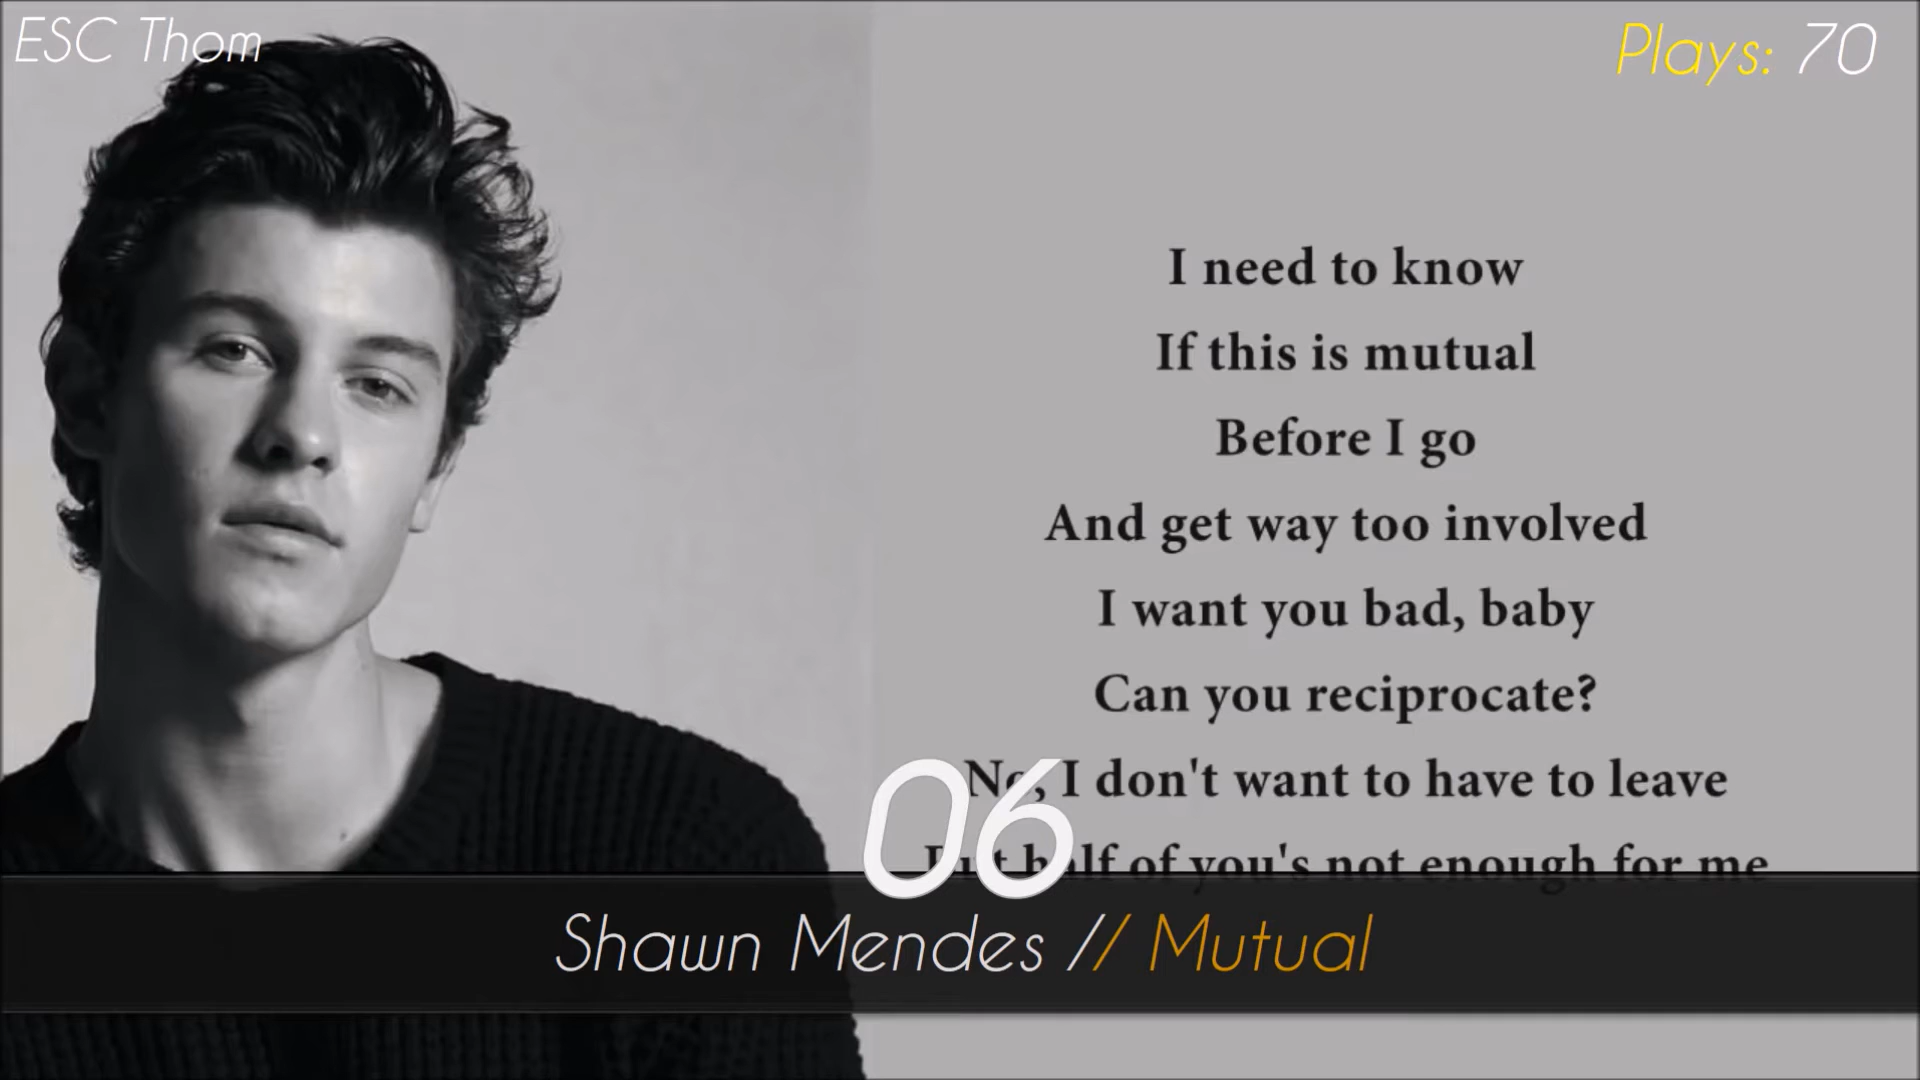 ESC Thom
Plays: 70
I need to know
If this is mutual
Before I go
And get way too involved
I want you bad, baby
Can you reciprocate?
No, I don't want to have to leave
But half of you's not enough for me
06
Shawn Mendes // Mutual